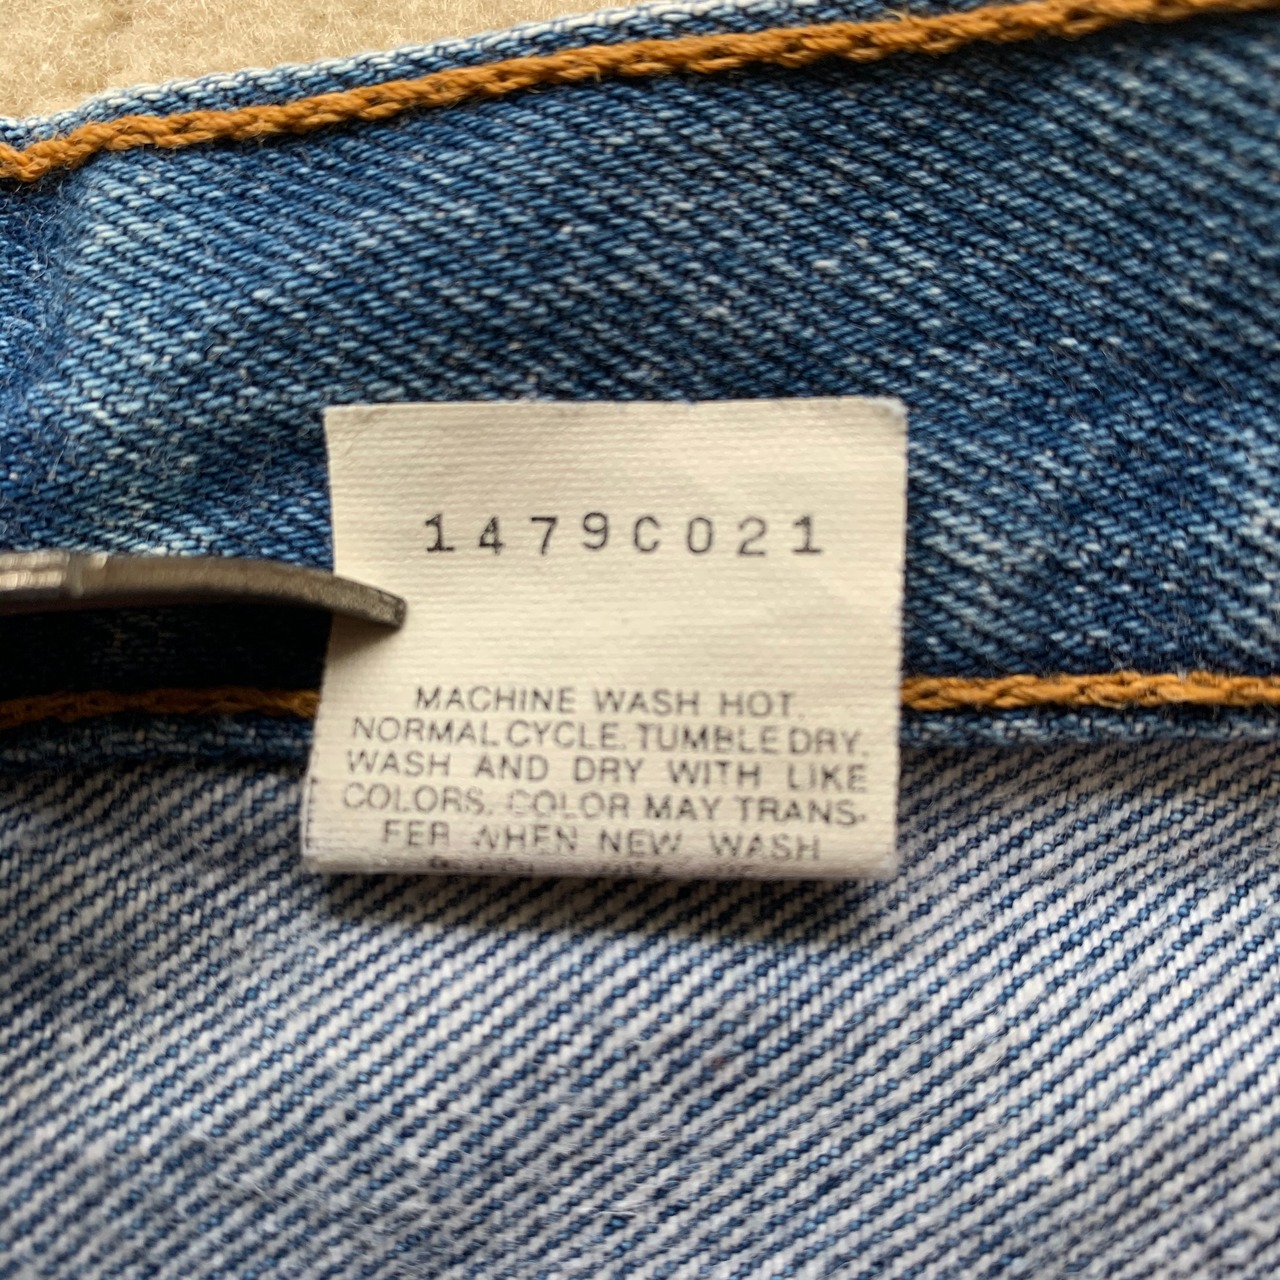 1479C021
MACHINE WASH HOT.
NORMAL CYCLE. TUMBLE DRY.
WASH AND DRY WITH LIKE
COLORS. COLOR MAY TRANS-
FER WHEN NEW. WASH